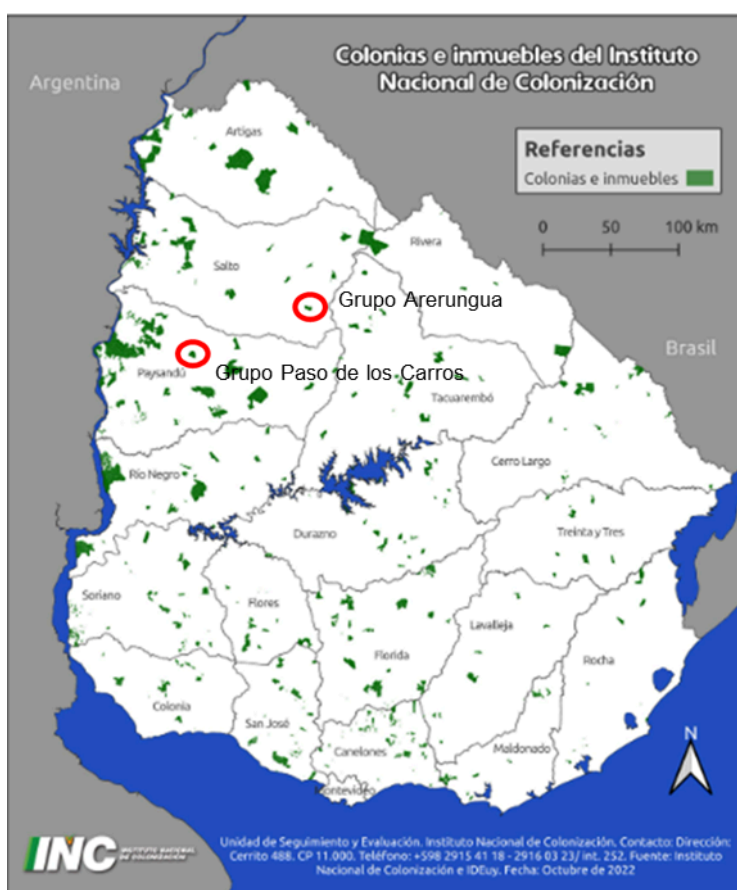 Colonias e inmuebles del Instituto
Nacional de Colonización
Argentina
Artigas
Referencias
Colonias e inmuebles
0 50 100 km
Rivera
Salto
Grupo Arerungua
Brasil
Paysandú
Grupo Paso de los Carros
Tacuarembó
Cerro Largo
Río Negro
Durazno
Treinta y Tres
Soriano
Flores
Lavalleja
Florida
Rocha
Colonia
San José
Canelones
Maldonado
Montevideo
N
INC INSTITUTO NACIONAL
DE COLONIZACIÓN
Unidad de Seguimiento y Evaluación. Instituto Nacional de Colonización. Contacto: Dirección:
Cerrito 488. CP 11.000. Teléfono: +598 2915 41 18 - 2916 03 23/ int. 252. Fuente: Instituto
Nacional de Colonización e IDEuy. Fecha: Octubre de 2022